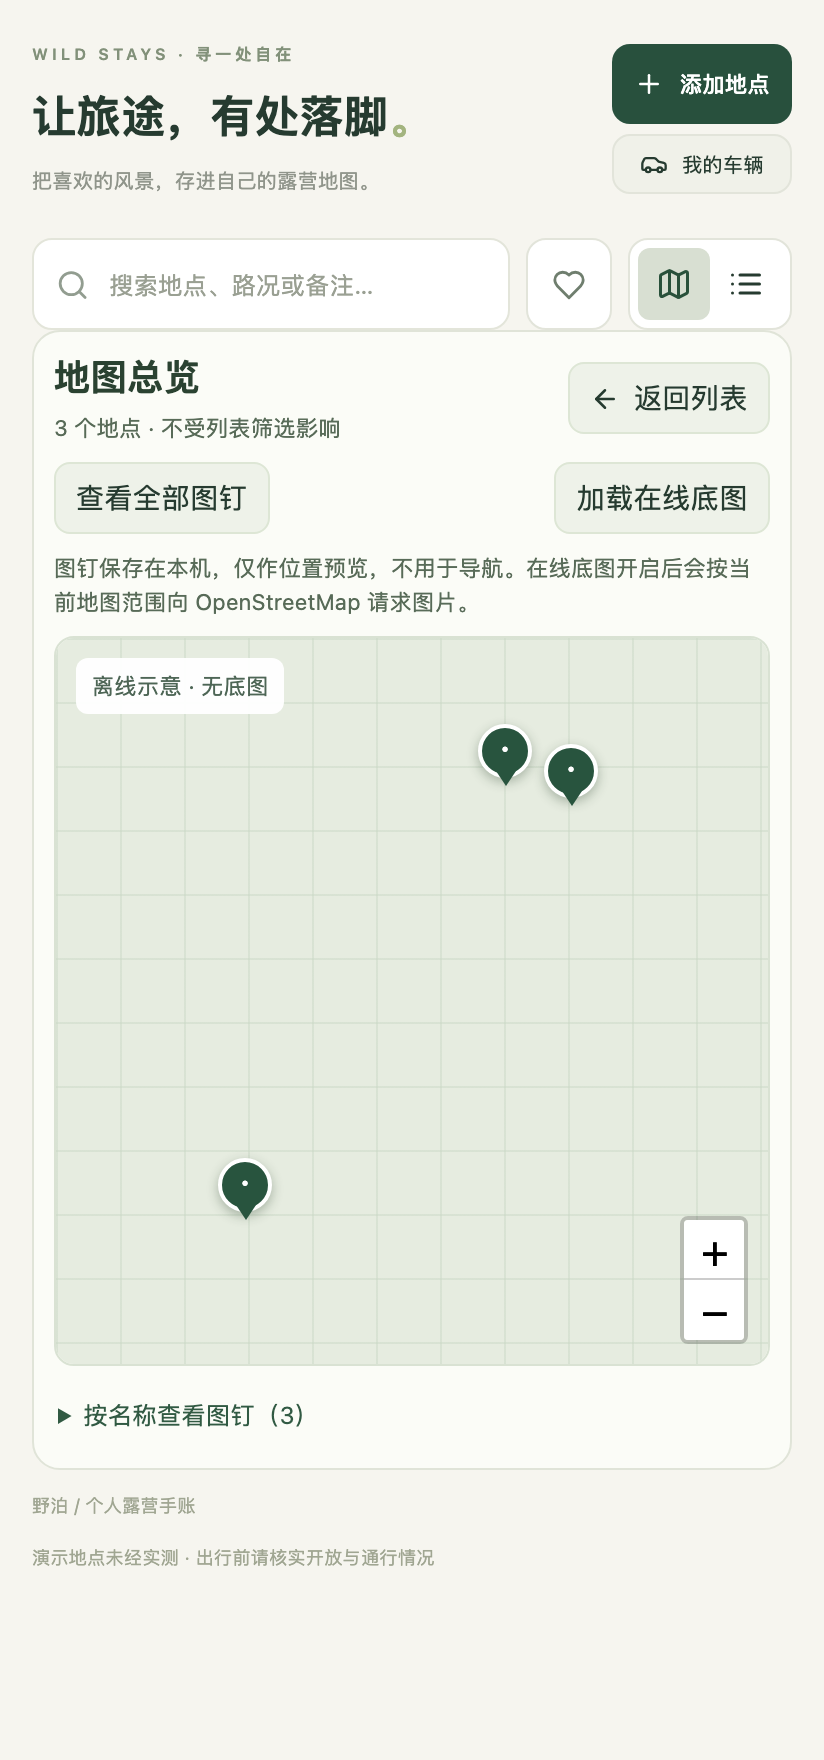 WILD STAYS · 寻一处自在
让旅途，有处落脚。
把喜欢的风景，存进自己的露营地图。
添加地点
我的车辆
搜索地点、路况或备注...
地图总览
3 个地点 · 不受列表筛选影响
返回列表
查看全部图钉
加载在线底图
图钉保存在本机，仅作位置预览，不用于导航。在线底图开启后会按当
前地图范围向 OpenStreetMap 请求图片。
离线示意 · 无底图
+
−
按名称查看图钉（3）
野泊 / 个人露营手账
演示地点未经实测 · 出行前请核实开放与通行情况